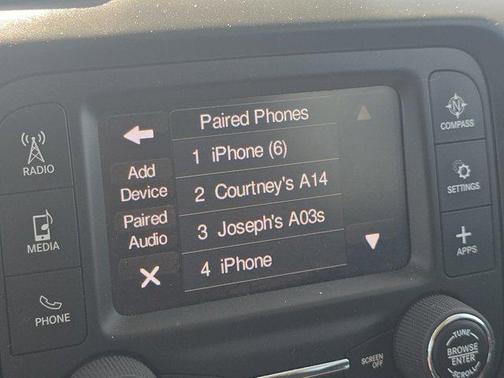 Paired Phones
1 iPhone (6)
2 Courtney's A14
3 Joseph's A03s
4 iPhone
Add
Device
Paired
Audio
RADIO
MEDIA
PHONE
N
COMPASS
SETTINGS
APPS
SCREEN
OFF
TUNE
BROWSE
ENTER
SCROLL